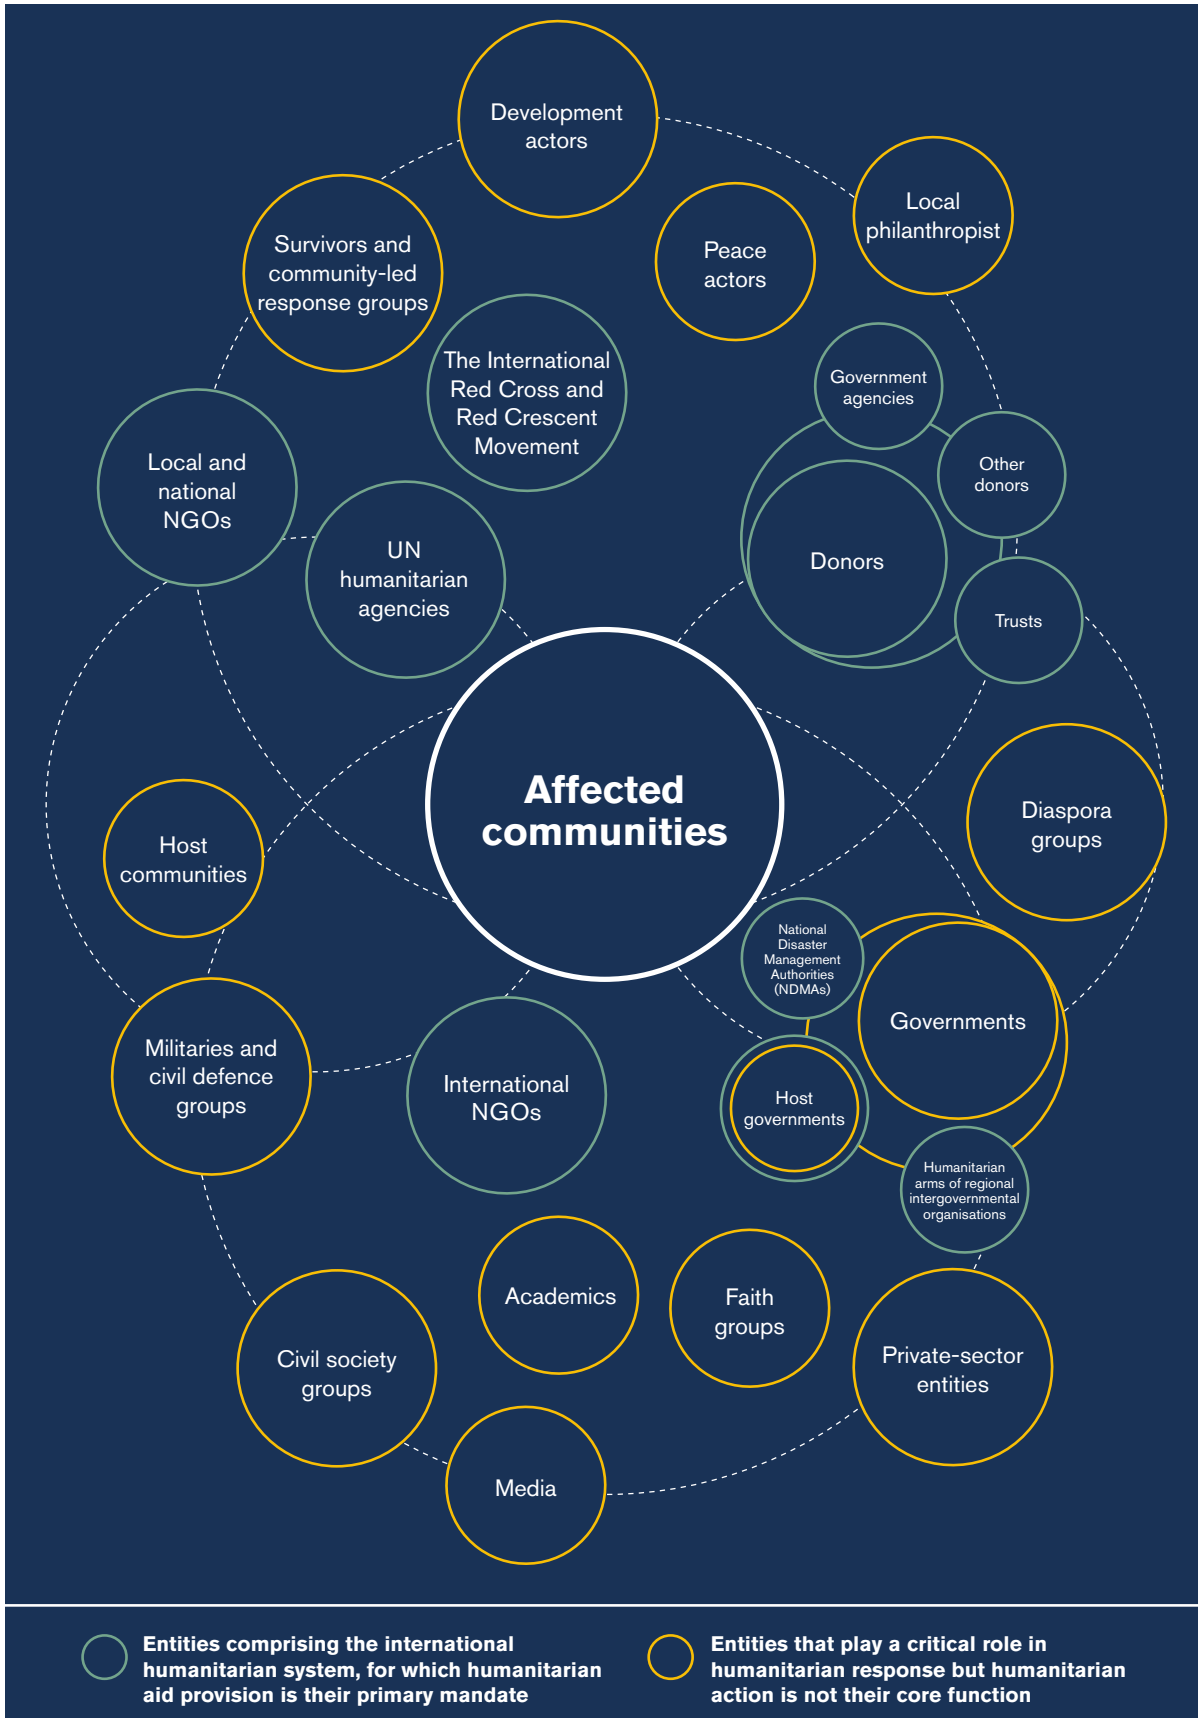 Development
actors
Local
philanthropist
Peace
actors
Survivors and
community-led
response groups
The International
Red Cross and
Red Crescent
Movement
Government
agencies
Other
donors
Local and
national
NGOs
UN
humanitarian
agencies
Donors
Trusts
Affected
communities
Diaspora
groups
Host
communities
National
Disaster
Management
Authorities
(NDMAs)
Governments
Militaries and
civil defence
groups
International
NGOs
Host
governments
Humanitarian
arms of regional
intergovernmental
organisations
Academics
Faith
groups
Civil society
groups
Private-sector
entities
Media
Entities comprising the international
humanitarian system, for which humanitarian
aid provision is their primary mandate
Entities that play a critical role in
humanitarian response but humanitarian
action is not their core function